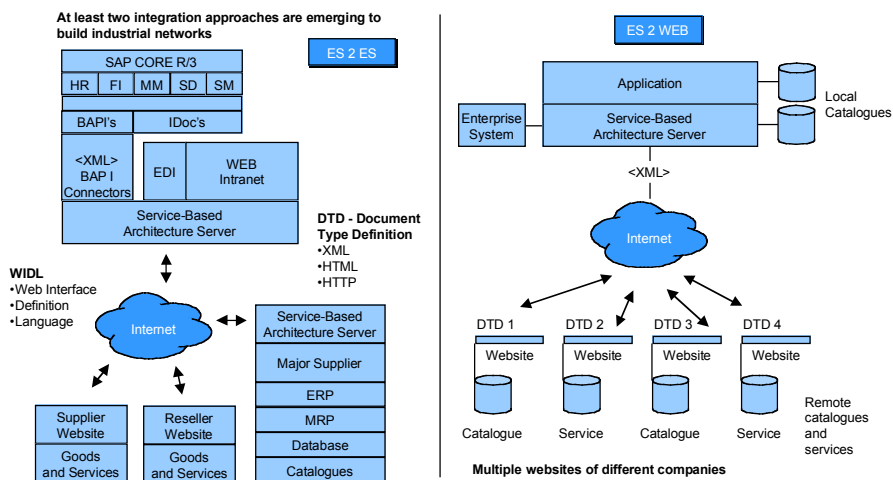 At least two integration approaches are emerging to
build industrial networks
ES 2 ES
SAP CORE R/3
HR
FI
MM
SD
SM
BAPI's
IDoc's
<XML>
BAP I
Connectors
EDI
WEB
Intranet
Service-Based
Architecture Server
DTD - Document
Type Definition
•XML
•HTML
•HTTP
WIDL
•Web Interface
•Definition
•Language
Internet
Service-Based
Architecture Server
Major Supplier
ERP
MRP
Database
Catalogues
Supplier
Website
Goods
and Services
Reseller
Website
Goods
and Services
ES 2 WEB
Application
Enterprise
System
Service-Based
Architecture Server
Local
Catalogues
<XML>
Internet
DTD 1
DTD 2
DTD 3
DTD 4
Website
Website
Website
Website
Catalogue
Service
Catalogue
Service
Remote
catalogues
and
services
Multiple websites of different companies